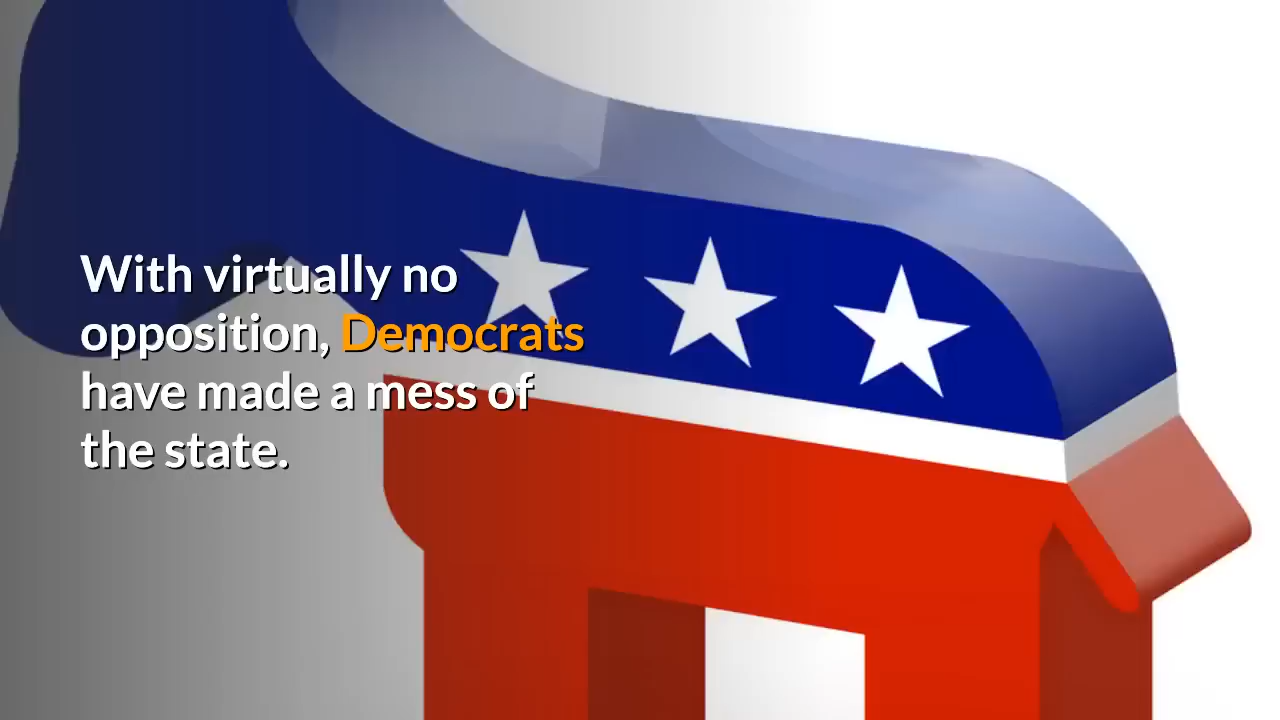 With virtually no
opposition, Democrats
have made a mess of
the state.